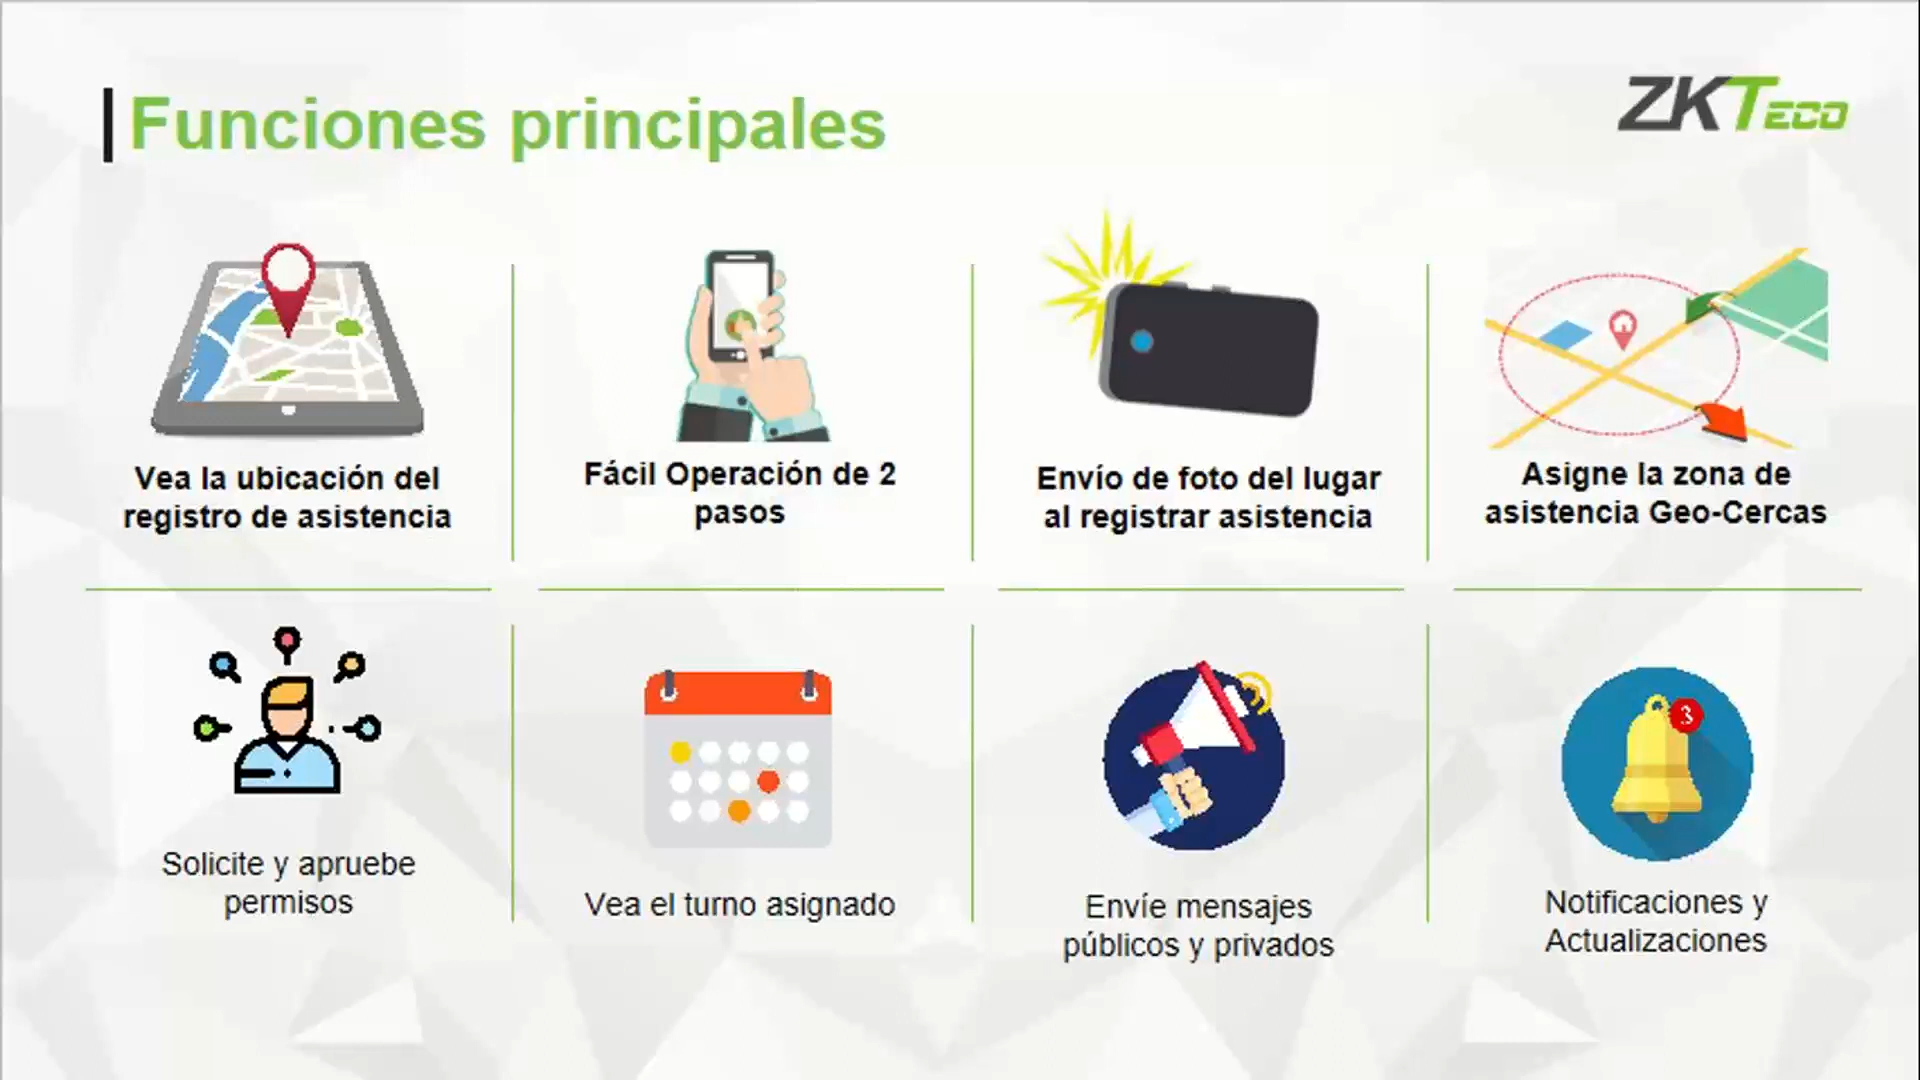 Funciones principales
ZKTeco
Vea la ubicación del
registro de asistencia
Fácil Operación de 2
pasos
Envío de foto del lugar
al registrar asistencia
Asigne la zona de
asistencia Geo-Cercas
Solicite y apruebe
permisos
Vea el turno asignado
Envíe mensajes
públicos y privados
3
Notificaciones y
Actualizaciones